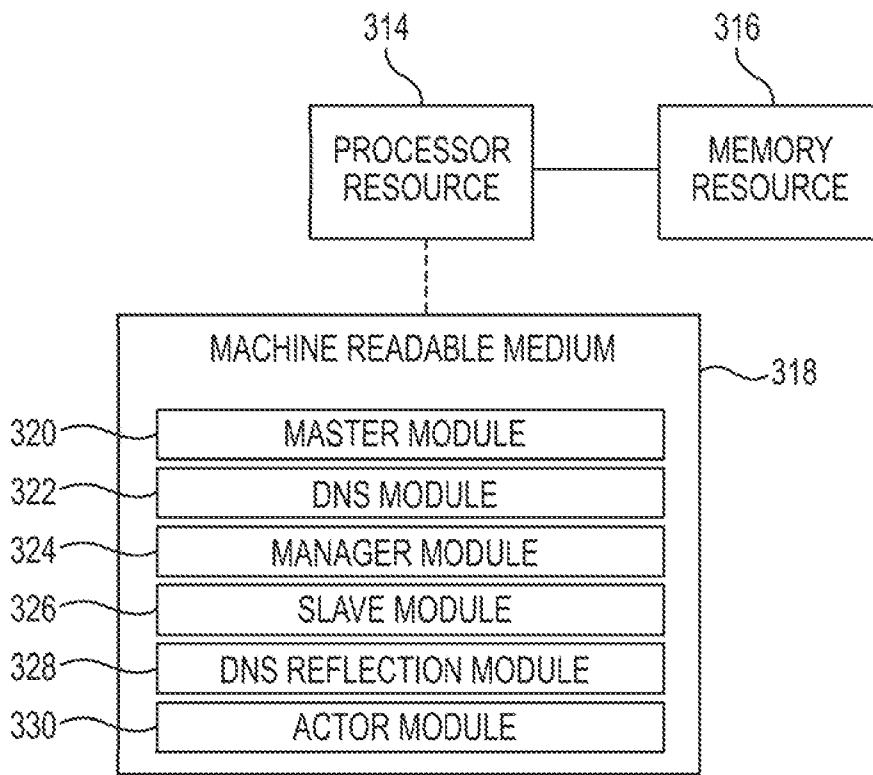 314
316
PROCESSOR
RESOURCE
MEMORY
RESOURCE
MACHINE READABLE MEDIUM
318
320
MASTER MODULE
322
DNS MODULE
324
MANAGER MODULE
326
SLAVE MODULE
328
DNS REFLECTION MODULE
330
ACTOR MODULE